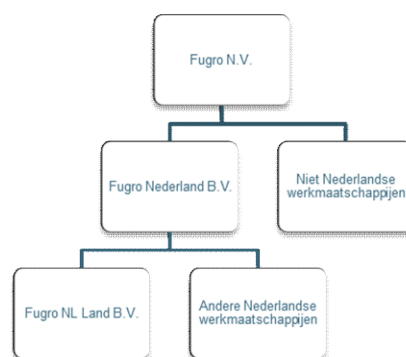 Fugro N.V.
Fugro Nederland B.V.
Niet Nederlandse
werkmaatschappijen
Fugro NL Land B.V.
Andere Nederlandse
werkmaatschappijen